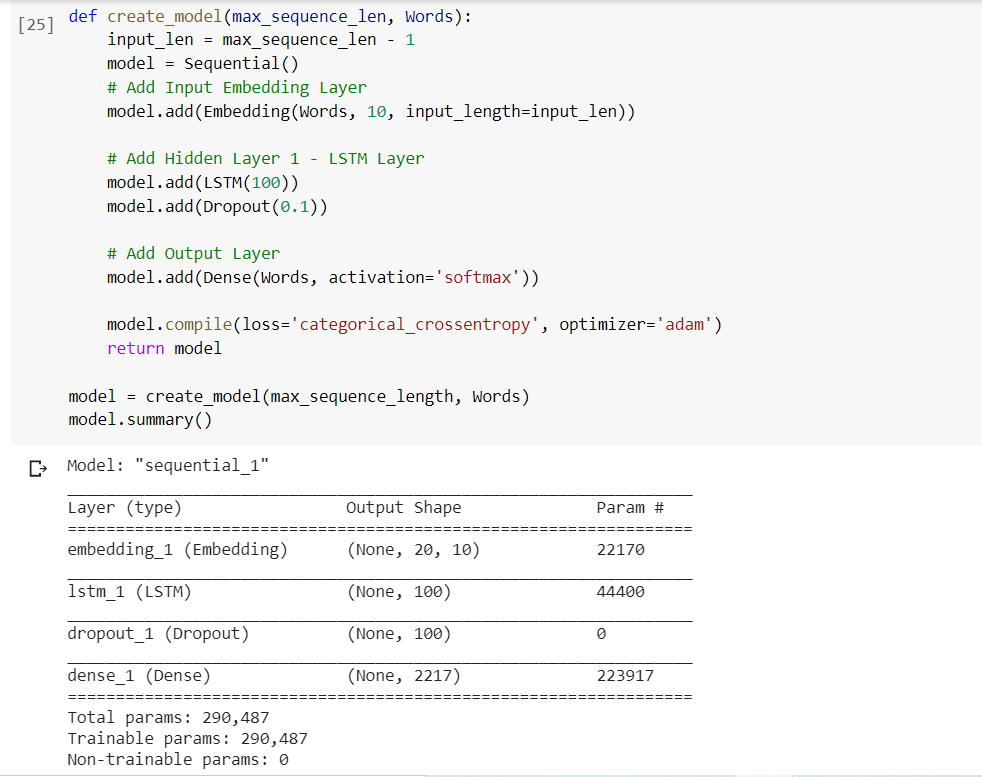 [25]
def create_model(max_sequence_len, Words):
    input_len = max_sequence_len - 1
    model = Sequential()
    # Add Input Embedding Layer
    model.add(Embedding(Words, 10, input_length=input_len))

    # Add Hidden Layer 1 - LSTM Layer
    model.add(LSTM(100))
    model.add(Dropout(0.1))

    # Add Output Layer
    model.add(Dense(Words, activation='softmax'))

    model.compile(loss='categorical_crossentropy', optimizer='adam')
    return model

model = create_model(max_sequence_length, Words)
model.summary()
Model: "sequential_1"
_________________________________________________________________
Layer (type)                 Output Shape              Param #
=================================================================
embedding_1 (Embedding)      (None, 20, 10)            22170
_________________________________________________________________
lstm_1 (LSTM)                (None, 100)               44400
_________________________________________________________________
dropout_1 (Dropout)          (None, 100)               0
_________________________________________________________________
dense_1 (Dense)              (None, 2217)              223917
=================================================================
Total params: 290,487
Trainable params: 290,487
Non-trainable params: 0